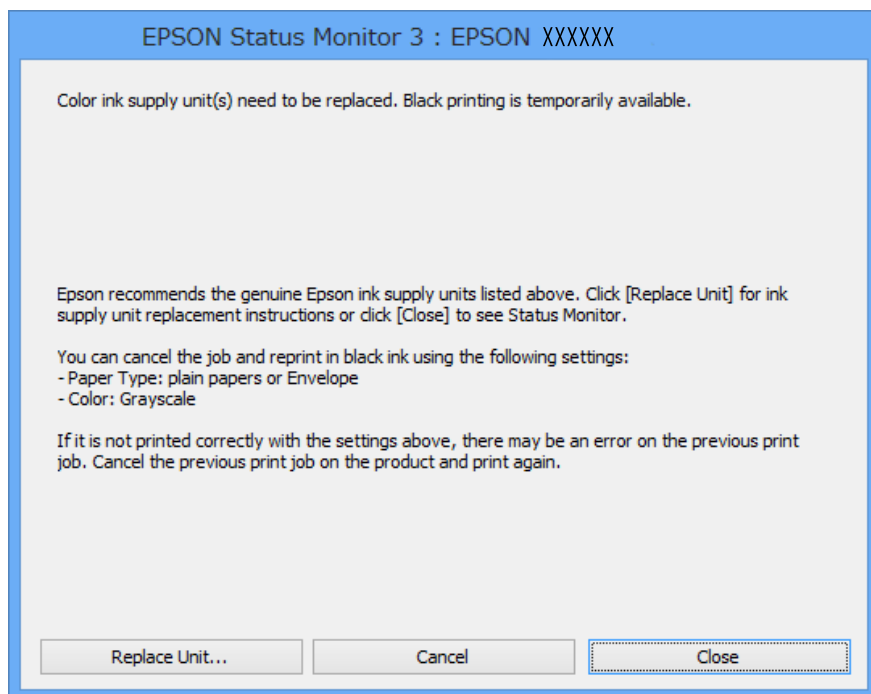 EPSON Status Monitor 3 : EPSON XXXXXX
Color ink supply unit(s) need to be replaced. Black printing is temporarily available.
Epson recommends the genuine Epson ink supply units listed above. Click [Replace Unit] for ink
supply unit replacement instructions or click [Close] to see Status Monitor.
You can cancel the job and reprint in black ink using the following settings:
- Paper Type: plain papers or Envelope
- Color: Grayscale
If it is not printed correctly with the settings above, there may be an error on the previous print
job. Cancel the previous print job on the product and print again.
Replace Unit...
Cancel
Close